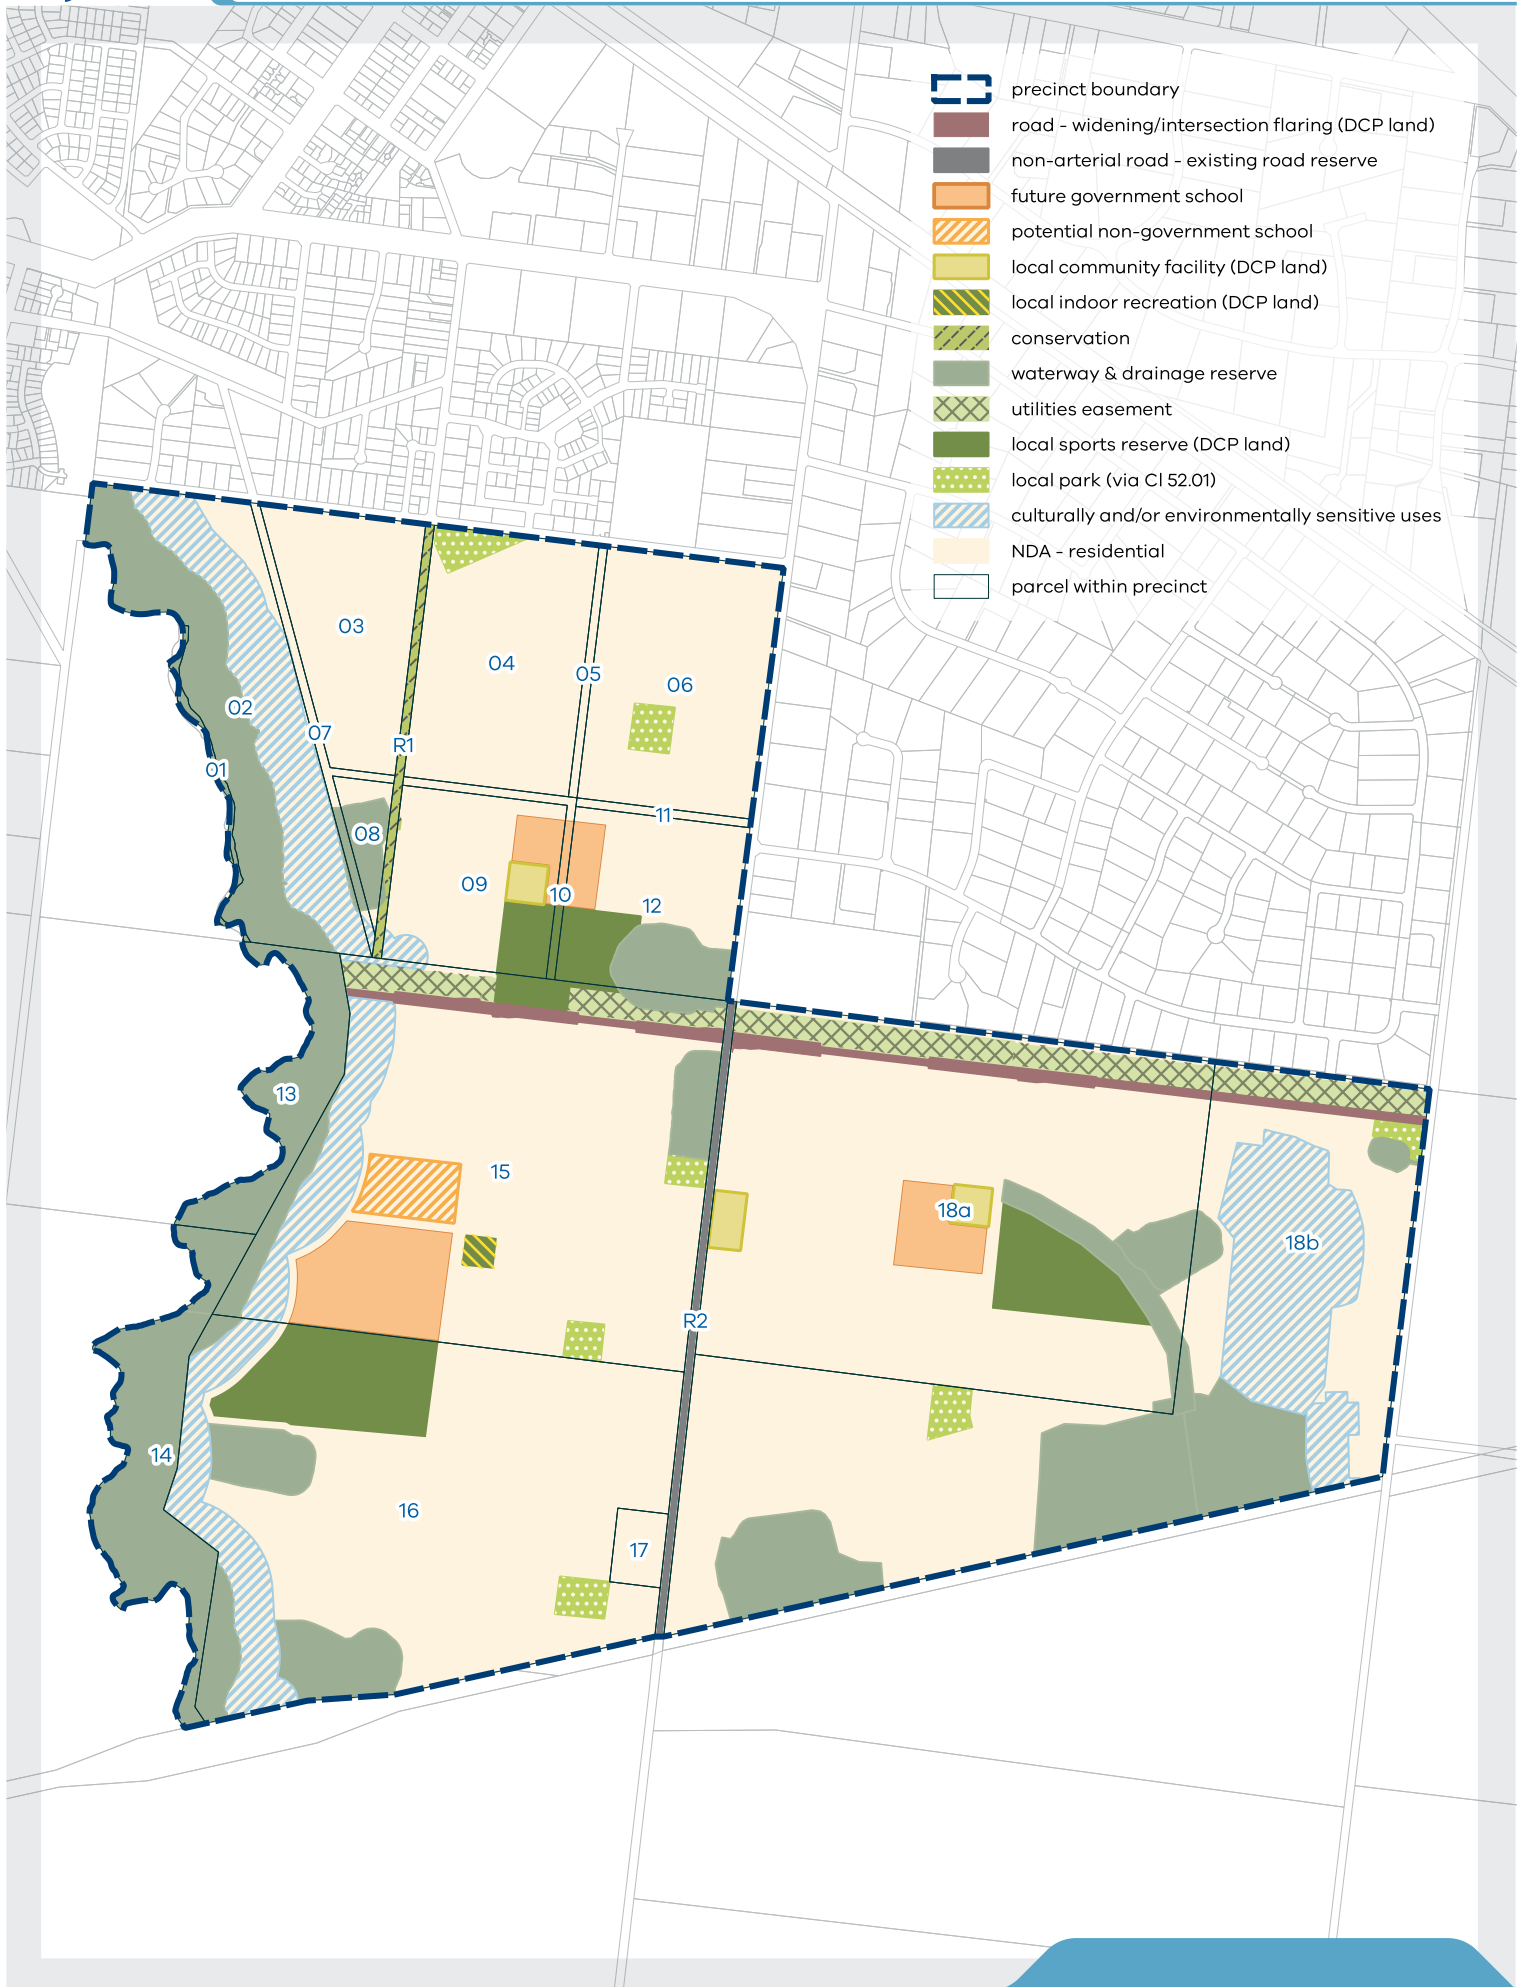 precinct boundary
road - widening/intersection flaring (DCP land)
non-arterial road - existing road reserve
future government school
potential non-government school
local community facility (DCP land)
local indoor recreation (DCP land)
conservation
waterway & drainage reserve
utilities easement
local sports reserve (DCP land)
local park (via Cl 52.01)
culturally and/or environmentally sensitive uses
NDA - residential
parcel within precinct
03
04
05
06
02
07
R1
01
11
08
09
10
12
13
15
18a
18b
R2
14
16
17